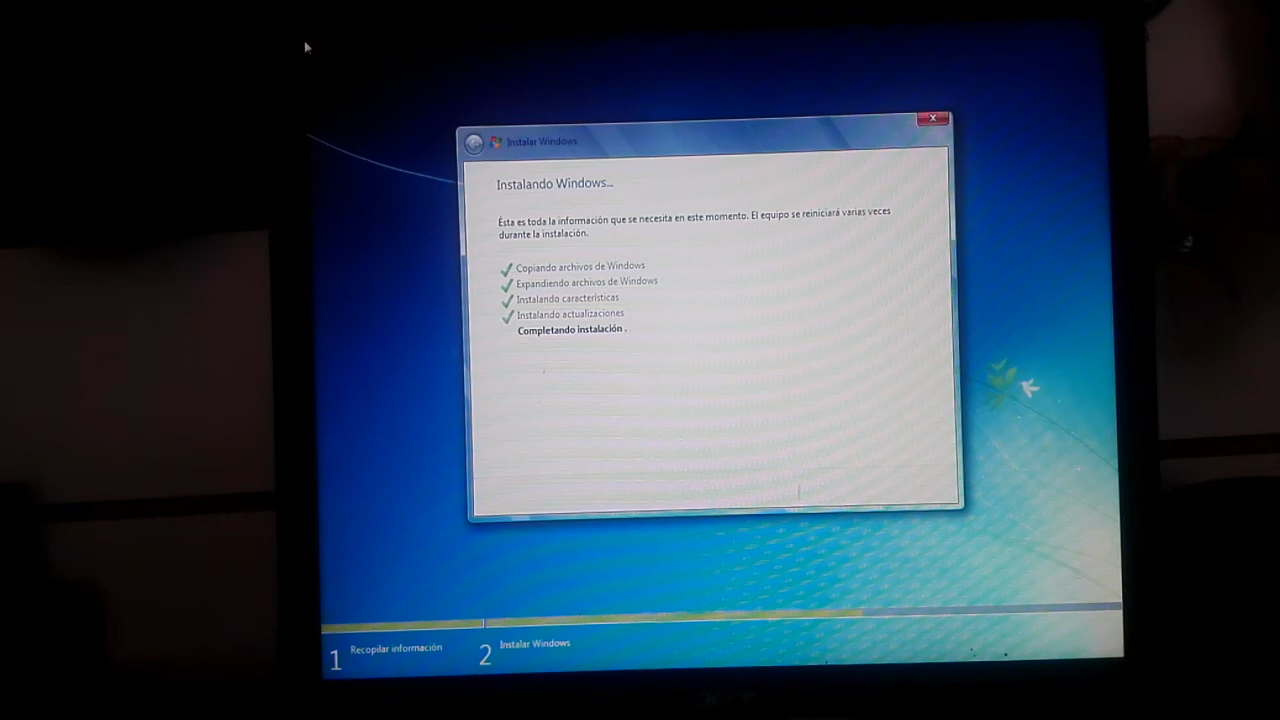 Instalar Windows
Instalando Windows...
Ésta es toda la información que se necesita en este momento. El equipo se reiniciará varias veces
durante la instalación.
Copiando archivos de Windows
Expandiendo archivos de Windows
Instalando características
Instalando actualizaciones
Completando instalación .
1 Recopilar información
2 Instalar Windows